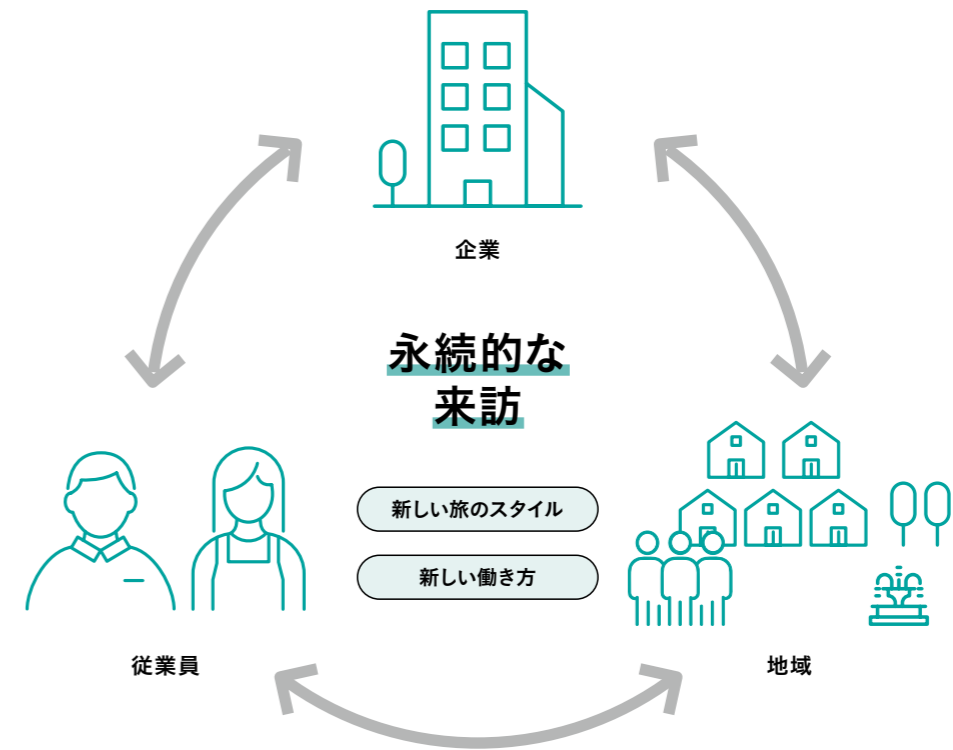 企業
永続的な
来訪
新しい旅のスタイル
新しい働き方
従業員
地域